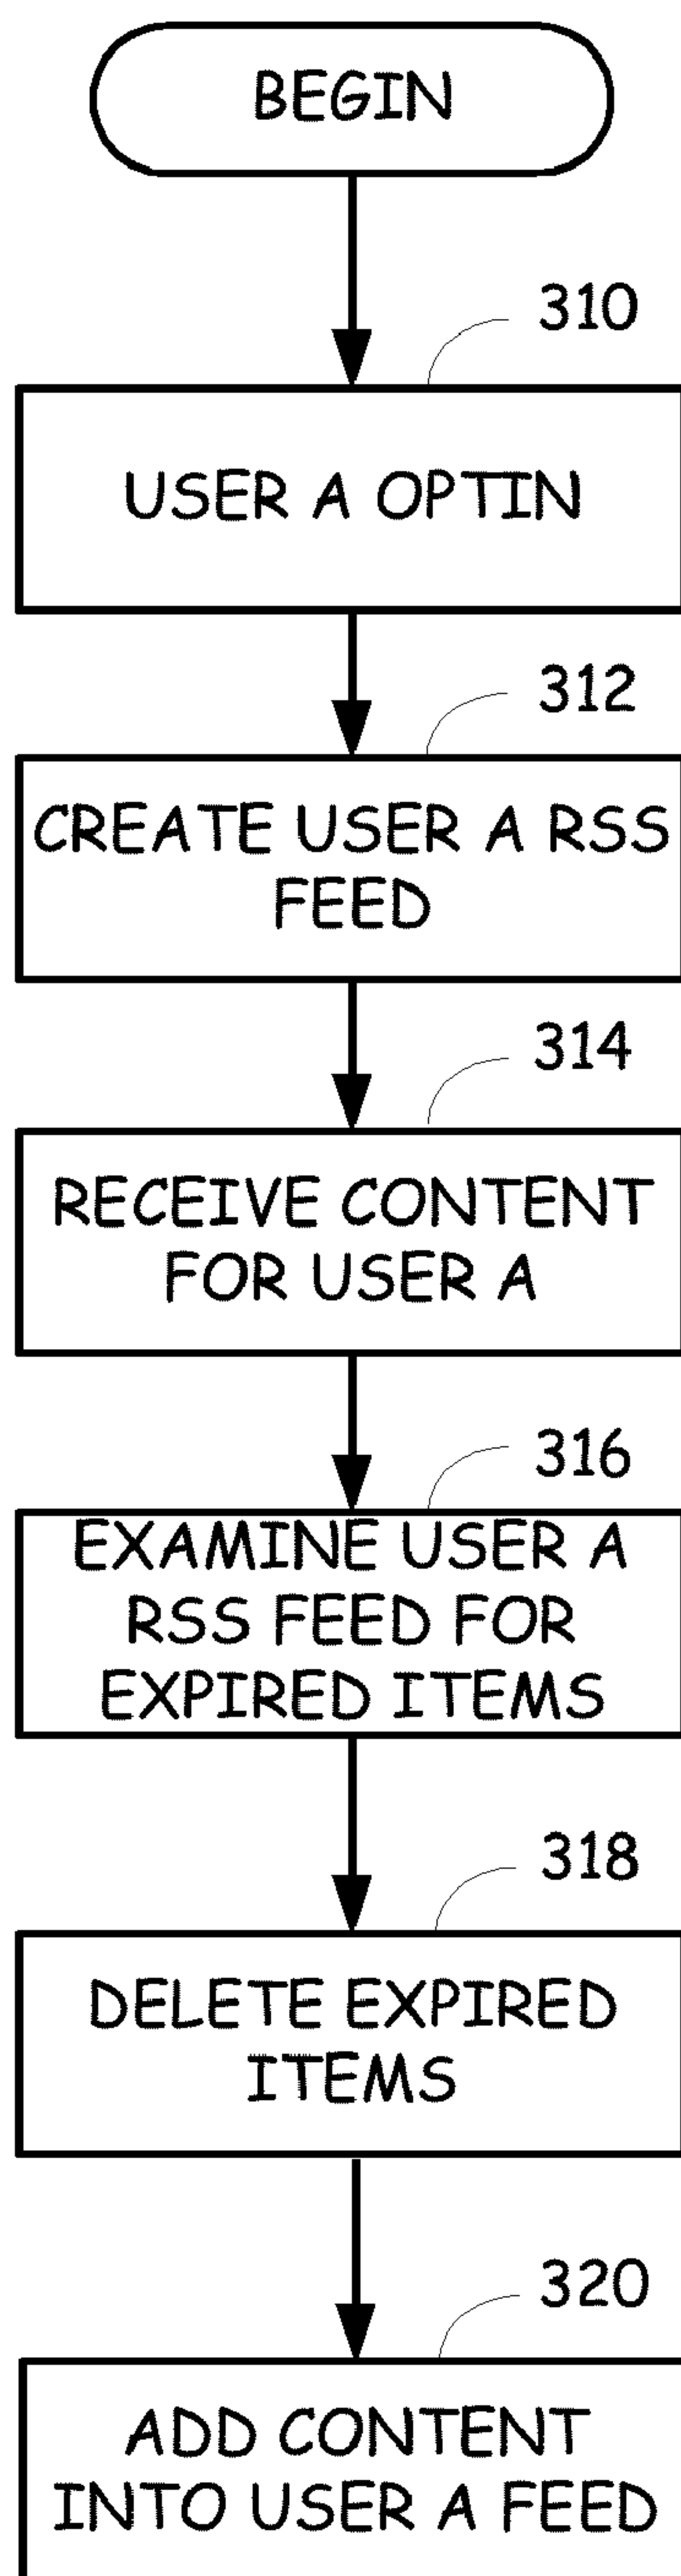 BEGIN
310
USER A OPTIN
312
CREATE USER A RSS
FEED
314
RECEIVE CONTENT
FOR USER A
316
EXAMINE USER A
RSS FEED FOR
EXPIRED ITEMS
318
DELETE EXPIRED
ITEMS
320
ADD CONTENT
INTO USER A FEED